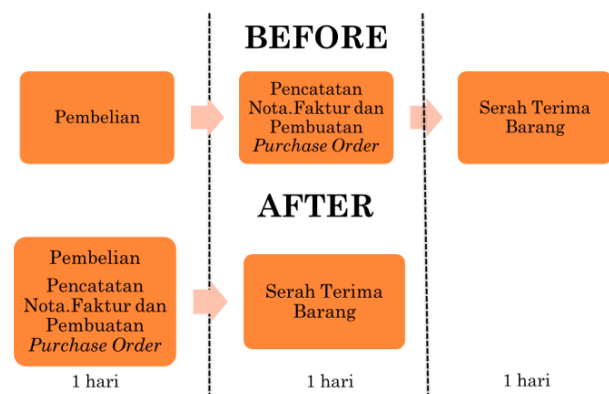 BEFORE
Pembelian
Pencatatan
Nota.Faktur dan
Pembuatan
Purchase Order
Serah Terima
Barang
AFTER
Pembelian
Pencatatan
Nota.Faktur dan
Pembuatan
Purchase Order
Serah Terima
Barang
1 hari
1 hari
1 hari